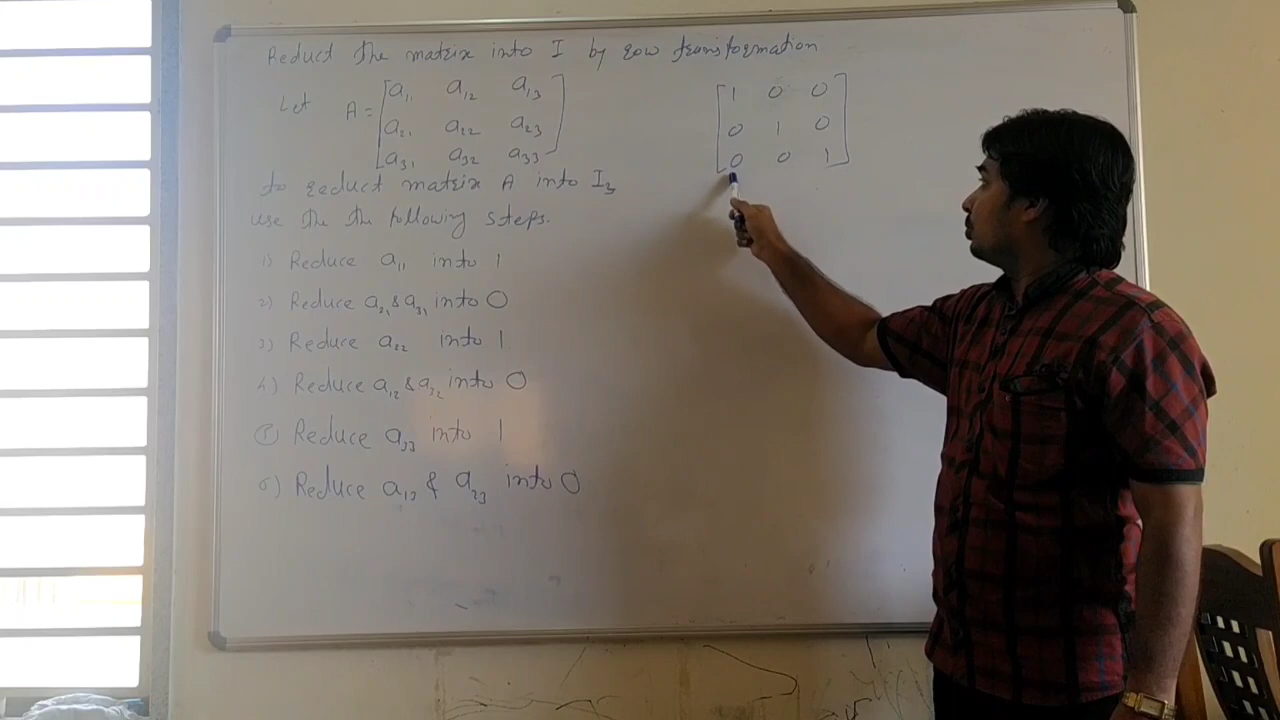 Reduct the matrix into I by row transformation
Let A = [a₁₁ a₁₂ a₁₃
a₂₁ a₂₂ a₂₃
a₃₁ a₃₂ a₃₃]
[1 0 0
0 1 0
0 0 1]
to reduct matrix A into I₃
use the the following steps.
1) Reduce a₁₁ into 1
2) Reduce a₂₁ & a₃₁ into 0
3) Reduce a₂₂ into 1
4) Reduce a₁₂ & a₃₂ into 0
5) Reduce a₃₃ into 1
6) Reduce a₁₃ & a₂₃ into 0